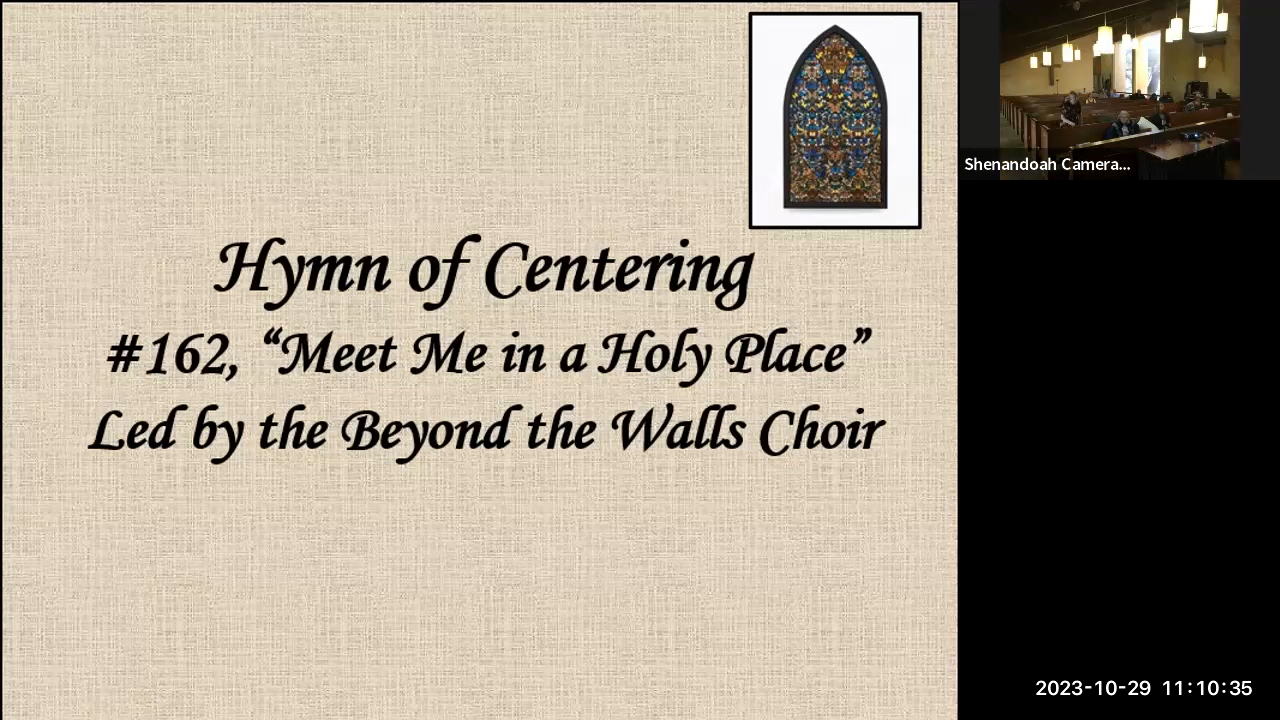 Hymn of Centering
#162, “Meet Me in a Holy Place”
Led by the Beyond the Walls Choir
Shenandoah Camera...
2023-10-29 11:10:35